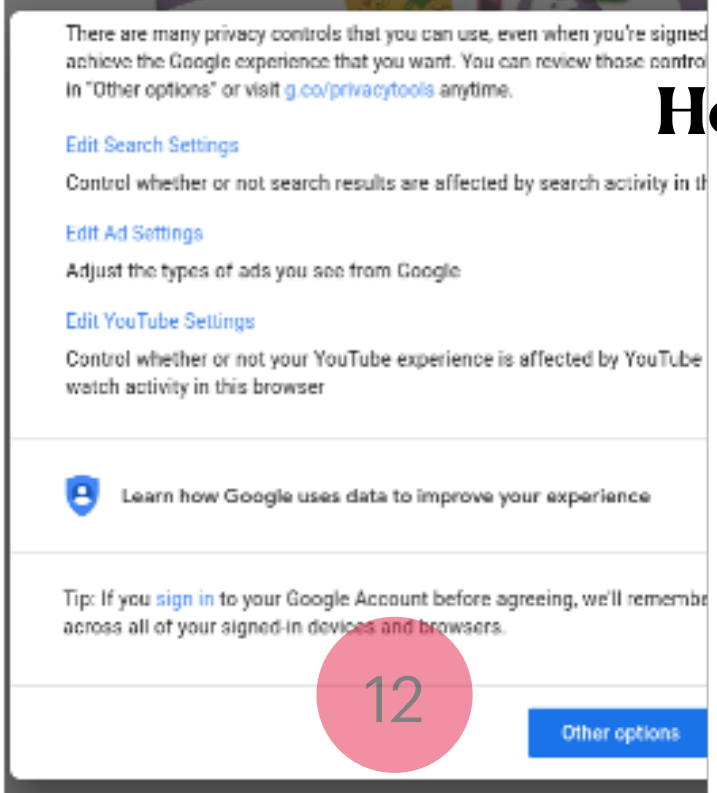 There are many privacy controls that you can use, even when you're signed
achieve the Google experience that you want. You can review those contro
in "Other options" or visit g.co/privacytools anytime.
Ho
Edit Search Settings
Control whether or not search results are affected by search activity in th
Edit Ad Settings
Adjust the types of ads you see from Google
Edit YouTube Settings
Control whether or not your YouTube experience is affected by YouTube
watch activity in this browser
Learn how Google uses data to improve your experience
Tip: If you sign in to your Google Account before agreeing, we'll remembe
across all of your signed-in devices and browsers.
12
Other options